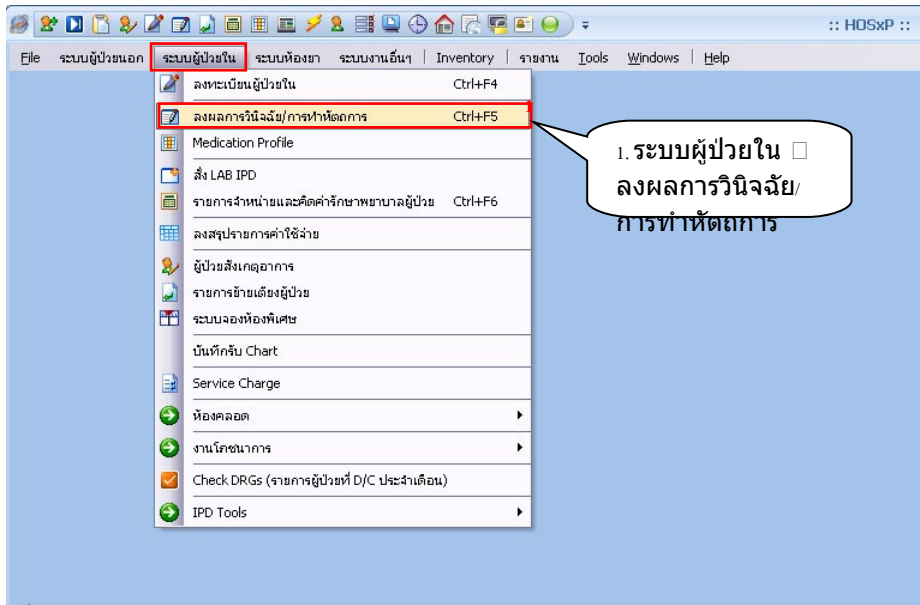 :: HOSxP ::
File ระบบผู้ป่วยนอก ระบบผู้ป่วยใน ระบบห้องยา ระบบงานอื่นๆ Inventory รายงาน Tools Windows Help
ลงทะเบียนผู้ป่วยใน Ctrl+F4
ลงผลการวินิจฉัย/การทำหัตถการ Ctrl+F5
Medication Profile
สั่ง LAB IPD
รายการจำหน่ายและคิดค่ารักษาพยาบาลผู้ป่วย Ctrl+F6
ลงสรุปรายการค่าใช้จ่าย
ผู้ป่วยสังเกตุอาการ
รายการย้ายเตียงผู้ป่วย
ระบบจองห้องพิเศษ
บันทึกรับ Chart
Service Charge
ห้องคลอด
งานโภชนาการ
Check DRGs (รายการผู้ป่วยที่ D/C ประจำเดือน)
IPD Tools
1. ระบบผู้ป่วยใน □
ลงผลการวินิจฉัย/
การทำหัตถการ